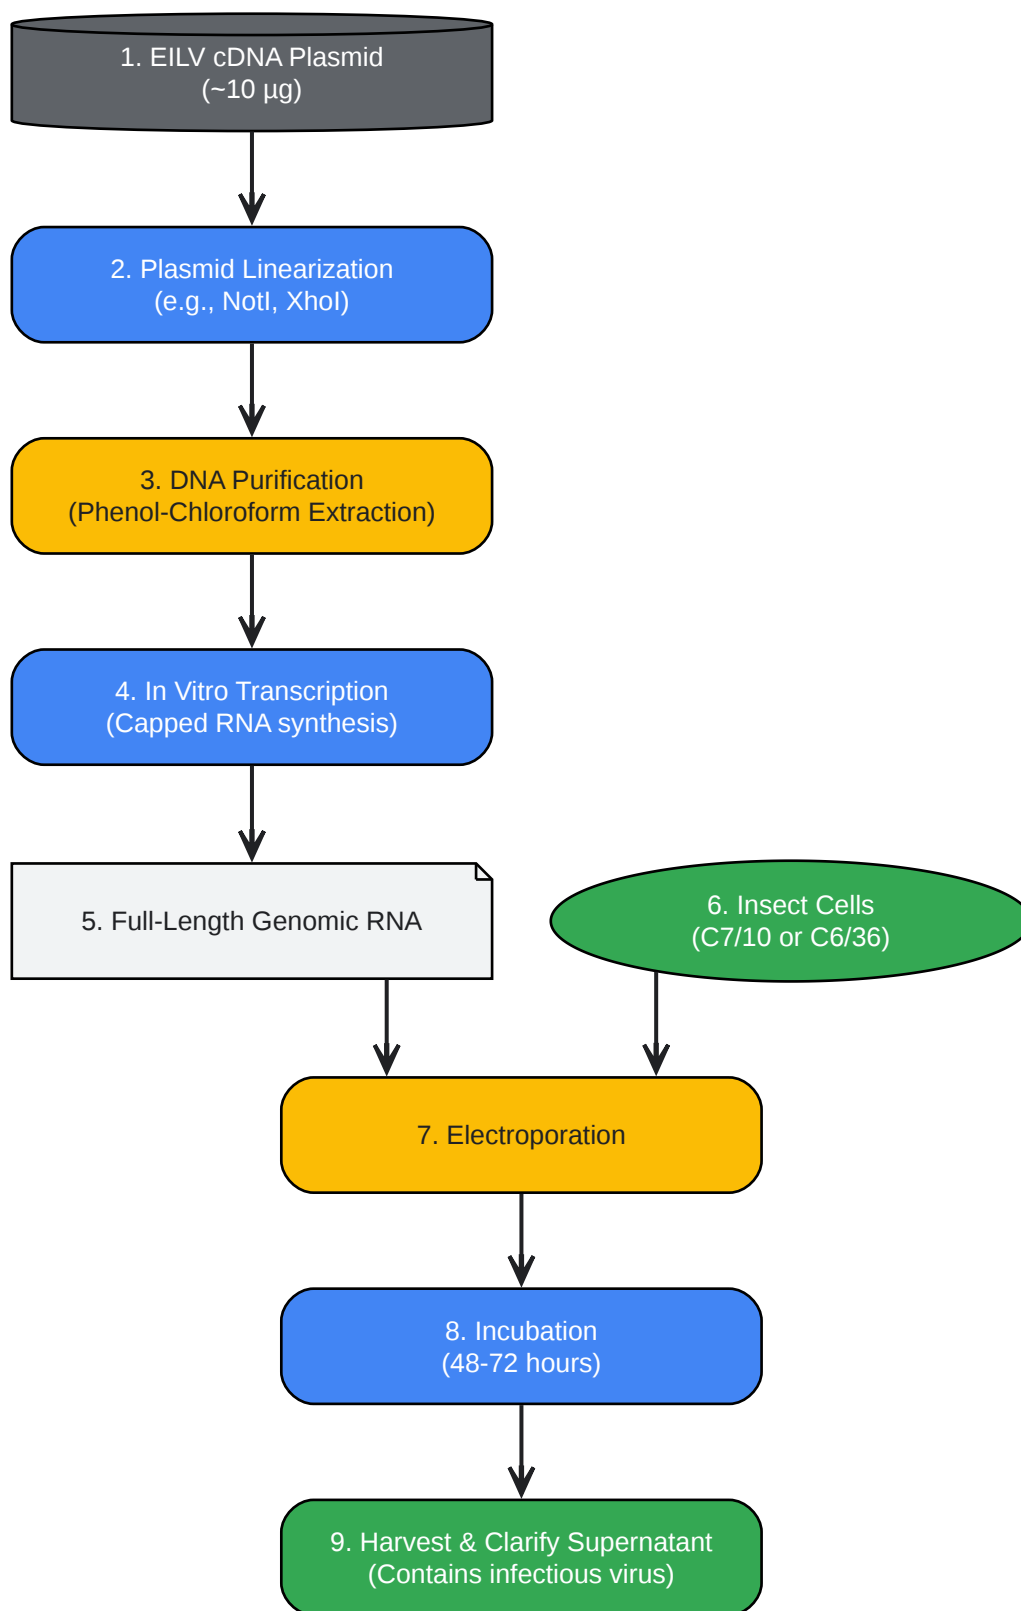 1. EILV cDNA Plasmid
(~10 µg)
2. Plasmid Linearization
(e.g., NotI, XhoI)
3. DNA Purification
(Phenol-Chloroform Extraction)
4. In Vitro Transcription
(Capped RNA synthesis)
5. Full-Length Genomic RNA
6. Insect Cells
(C7/10 or C6/36)
7. Electroporation
8. Incubation
(48-72 hours)
9. Harvest & Clarify Supernatant
(Contains infectious virus)